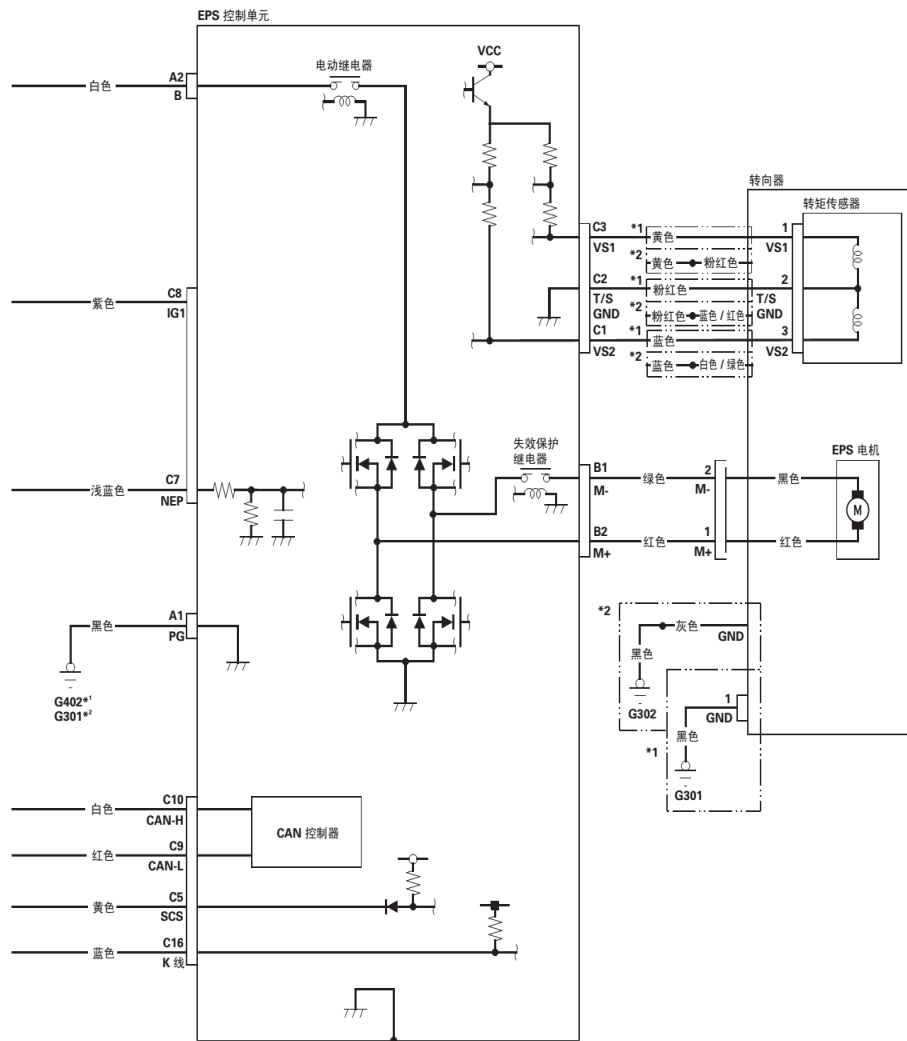 EPS 控制单元
VCC
电动继电器
白色
A2
B
转向器
转矩传感器
C3
VS1
*1
黄色
1
VS1
*2
黄色
粉红色
C2
T/S
GND
*1
粉红色
2
T/S
GND
*2
粉红色
蓝色 / 红色
C1
VS2
*1
蓝色
3
VS2
*2
蓝色
白色 / 绿色
紫色
C8
IG1
失效保护
继电器
EPS 电机
浅蓝色
C7
NEP
B1
M-
绿色
2
M-
黑色
M
B2
M+
红色
1
M+
红色
黑色
A1
PG
G402*1
G301*2
*2
灰色
GND
黑色
G302
1
GND
黑色
*1
G301
白色
C10
CAN-H
CAN 控制器
红色
C9
CAN-L
黄色
C5
SCS
蓝色
C16
K 线